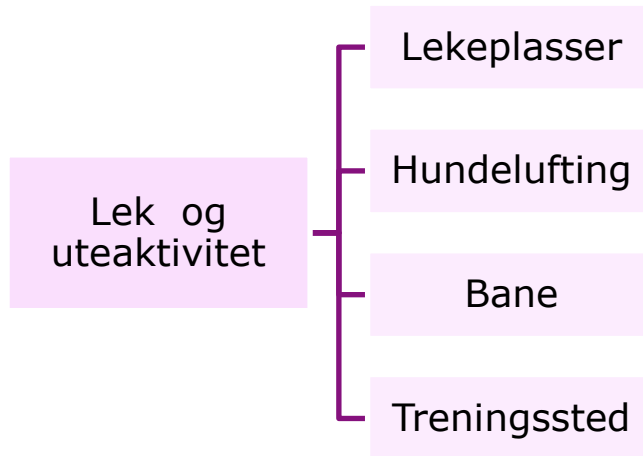 Lek og
uteaktivitet
Lekeplasser
Hundelufting
Bane
Treningssted